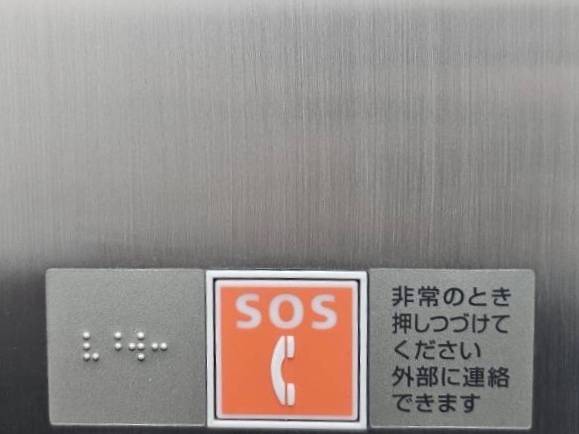 SOS
非常のとき
押しつづけて
ください
外部に連絡
できます